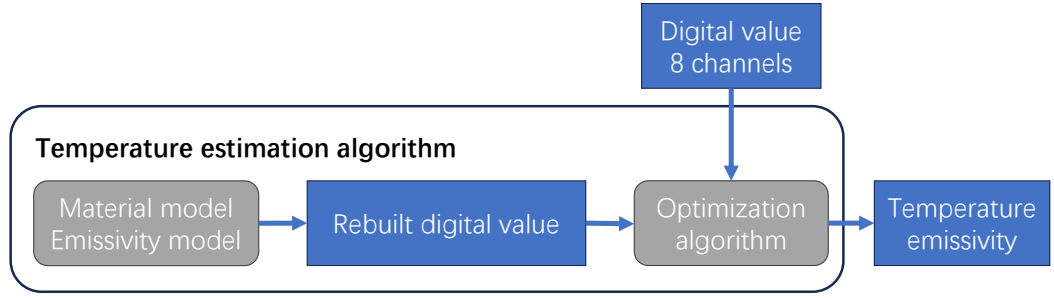 Digital value
8 channels
Temperature estimation algorithm
Material model
Emissivity model
Rebuilt digital value
Optimization
algorithm
Temperature
emissivity